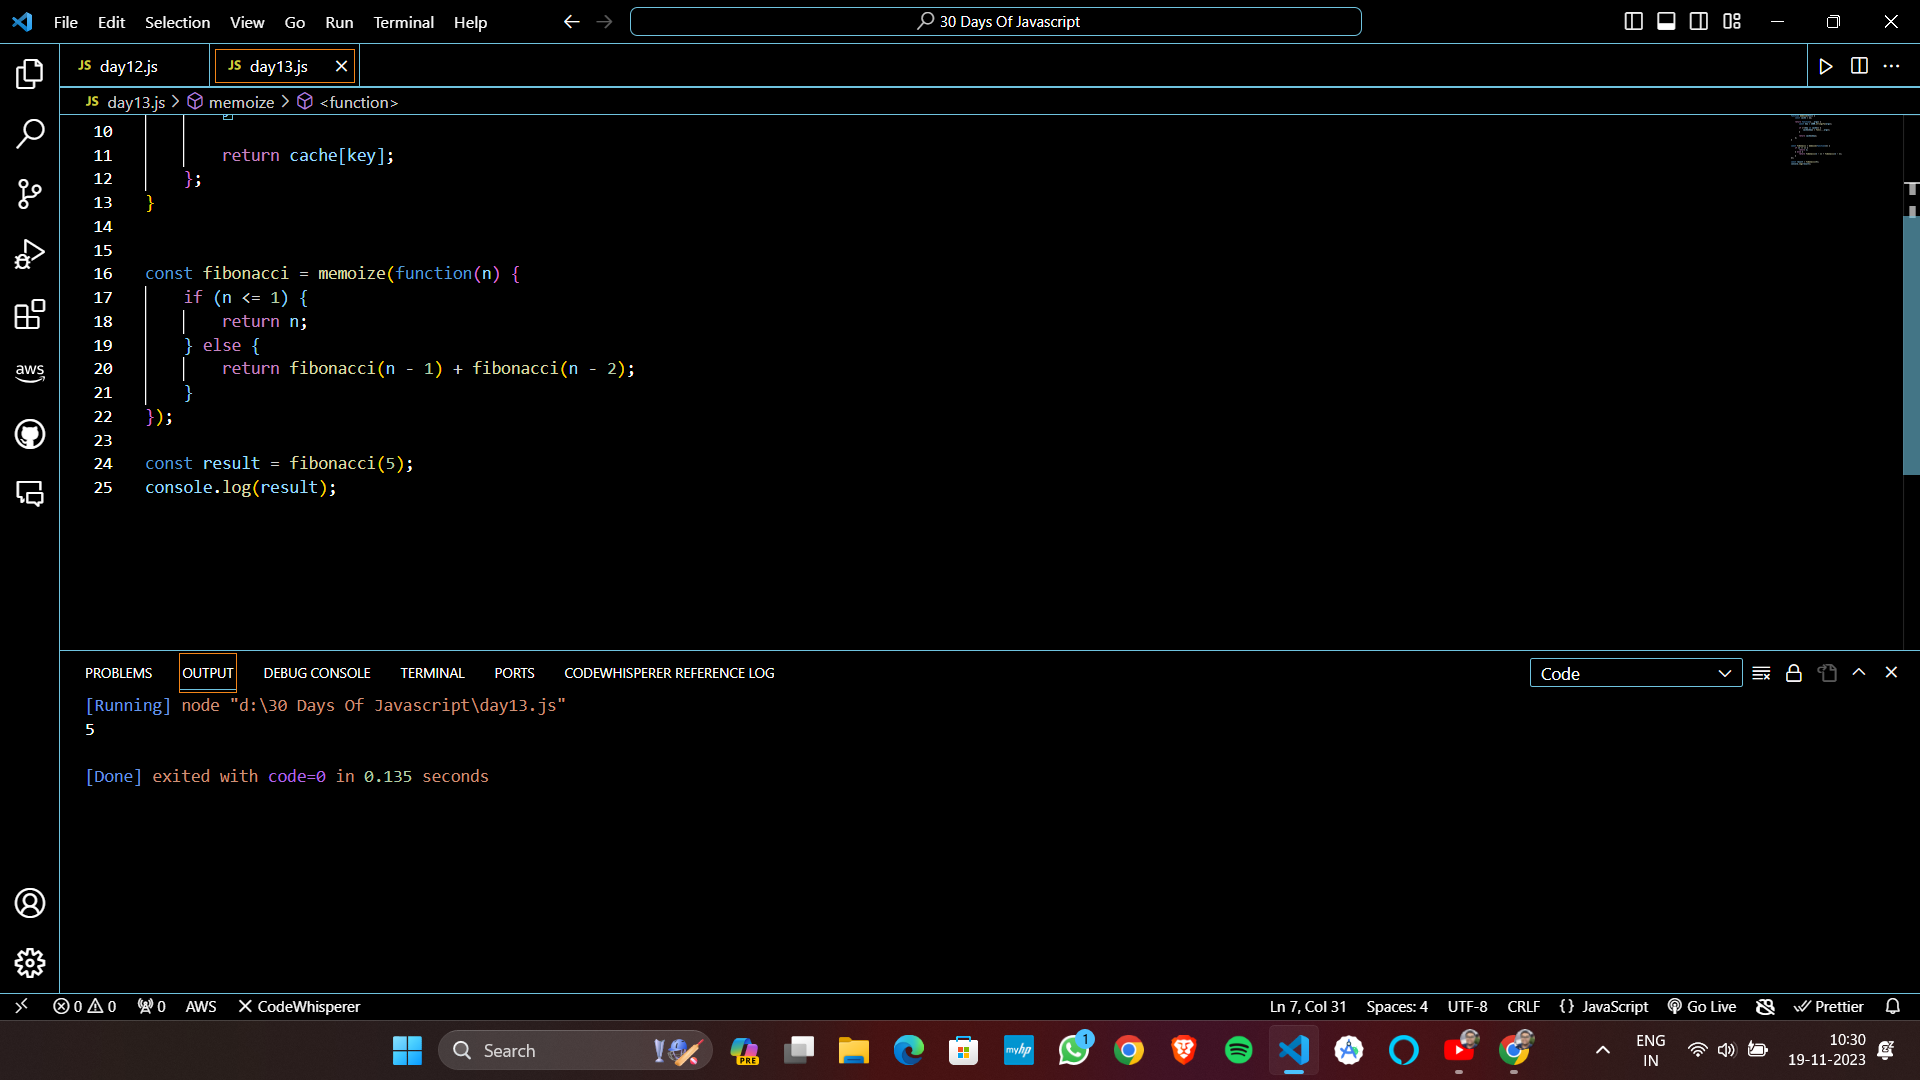 File Edit Selection View Go Run Terminal Help
30 Days Of Javascript
JS day12.js
JS day13.js
JS day13.js > memoize > <function>
10
11 return cache[key];
12 };
13 }
14
15
16 const fibonacci = memoize(function(n) {
17 if (n <= 1) {
18 return n;
19 } else {
20 return fibonacci(n - 1) + fibonacci(n - 2);
21 }
22 });
23
24 const result = fibonacci(5);
25 console.log(result);
aws
PROBLEMS OUTPUT DEBUG CONSOLE TERMINAL PORTS CODEWHISPERER REFERENCE LOG
Code
[Running] node "d:\30 Days Of Javascript\day13.js"
5
[Done] exited with code=0 in 0.135 seconds
0 0 0 AWS CodeWhisperer
Ln 7, Col 31 Spaces: 4 UTF-8 CRLF {} JavaScript Go Live Prettier
Search
PRE
myhp
1
ENG
IN
10:30
19-11-2023